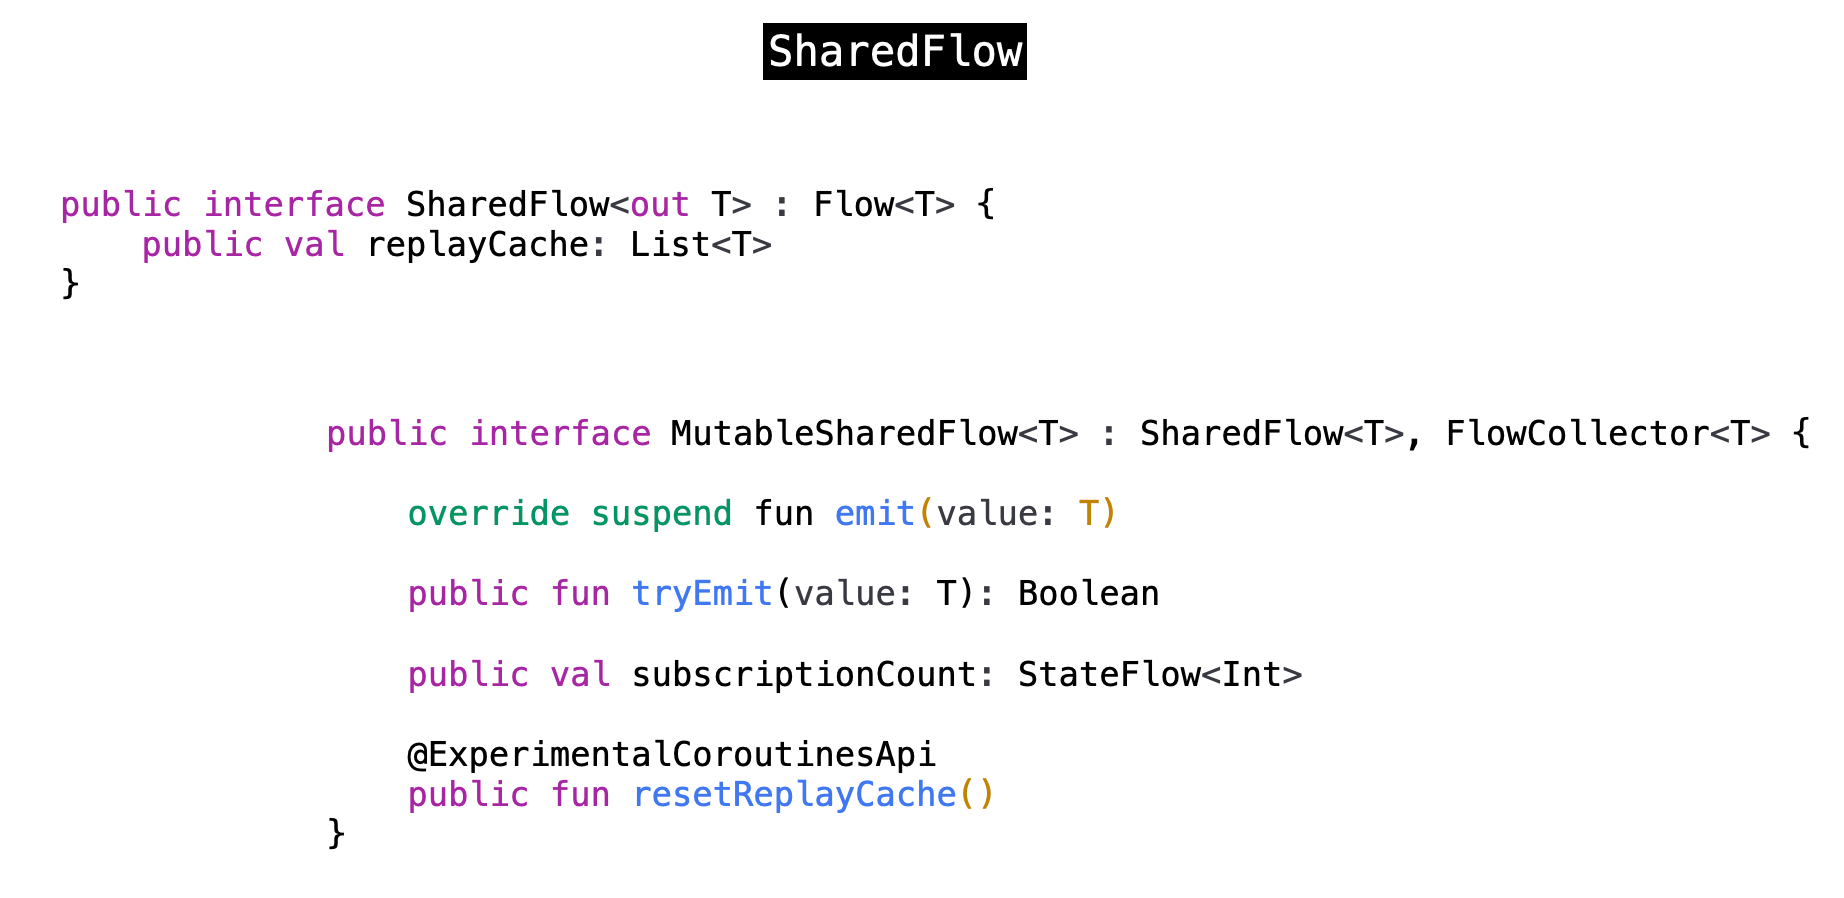 SharedFlow
public interface SharedFlow<out T> : Flow<T> {
    public val replayCache: List<T>
}
public interface MutableSharedFlow<T> : SharedFlow<T>, FlowCollector<T> {
    override suspend fun emit(value: T)
    public fun tryEmit(value: T): Boolean
    public val subscriptionCount: StateFlow<Int>
    @ExperimentalCoroutinesApi
    public fun resetReplayCache()
}